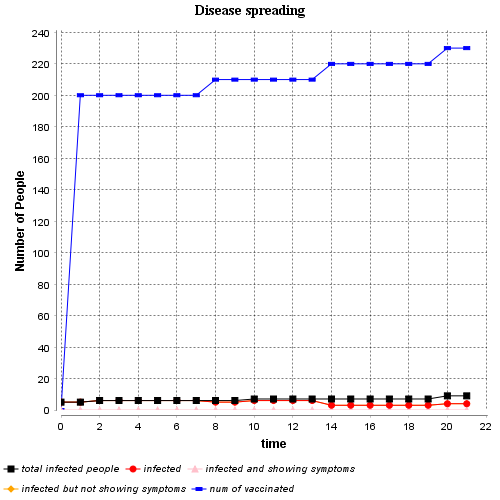 Disease spreading
Number of People
240
220
200
180
160
140
120
100
80
60
40
20
0
0 2 4 6 8 10 12 14 16 18 20 22
time
total infected people infected infected and showing symptoms
infected but not showing symptoms num of vaccinated